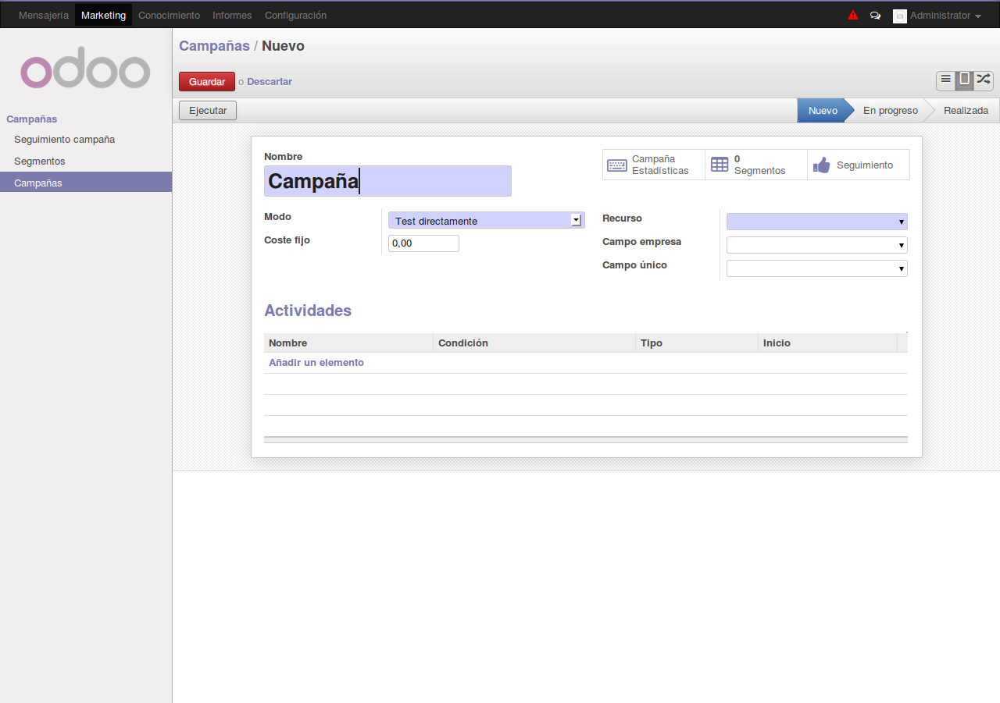 Mensajería Marketing Conocimiento Informes Configuración Administrator
odoo
Campañas / Nuevo
Guardar o Descartar
Ejecutar Nuevo En progreso Realizada
Campañas
Seguimiento campaña
Segmentos
Campañas
Nombre
Campaña
Campaña Estadísticas
0 Segmentos
Seguimiento
Modo Test directamente
Coste fijo 0,00
Recurso
Campo empresa
Campo único
Actividades
Nombre Condición Tipo Inicio
Añadir un elemento